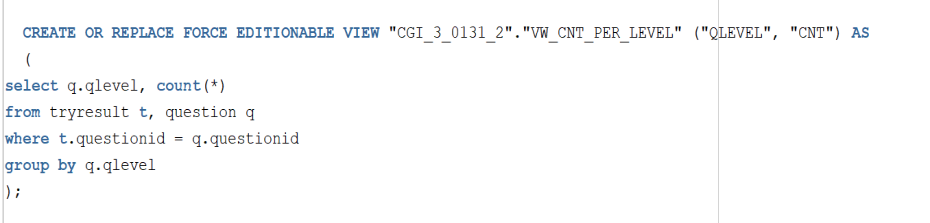 CREATE OR REPLACE FORCE EDITIONABLE VIEW "CGI_3_0131_2"."VW_CNT_PER_LEVEL" ("QLEVEL", "CNT") AS
(
select q.qlevel, count(*)
from tryresult t, question q
where t.questionid = q.questionid
group by q.qlevel
);